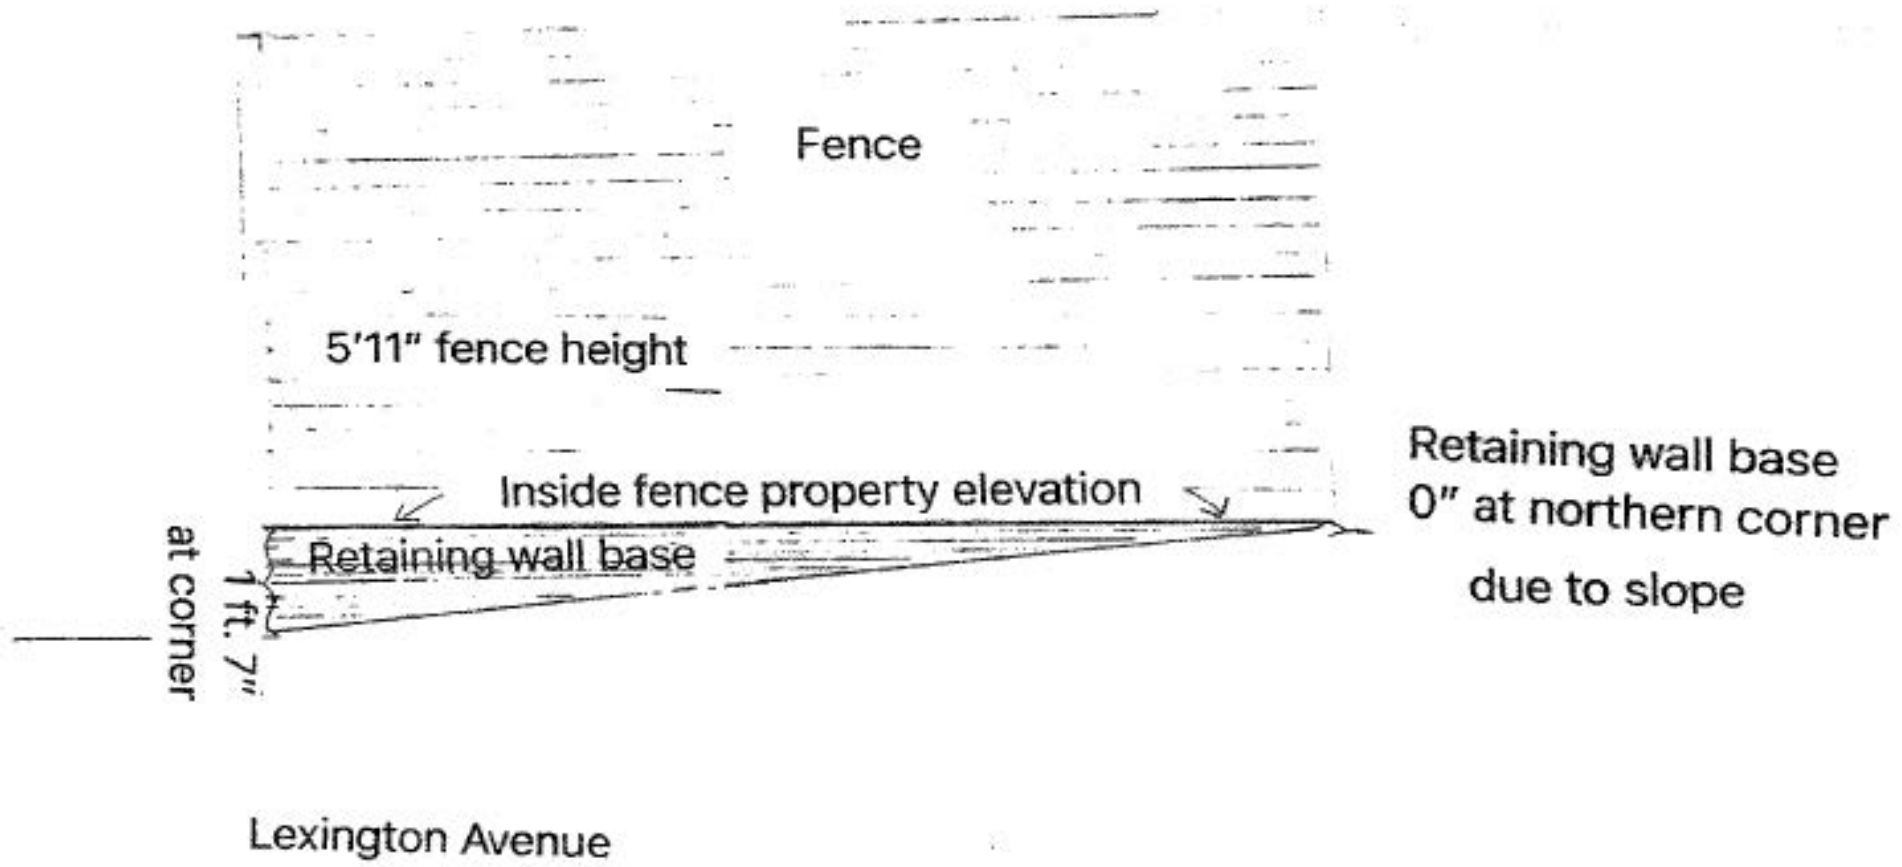 Fence
5'11" fence height
Inside fence property elevation
Retaining wall base
1 ft. 7"
at corner
Retaining wall base
0" at northern corner
due to slope
Lexington Avenue